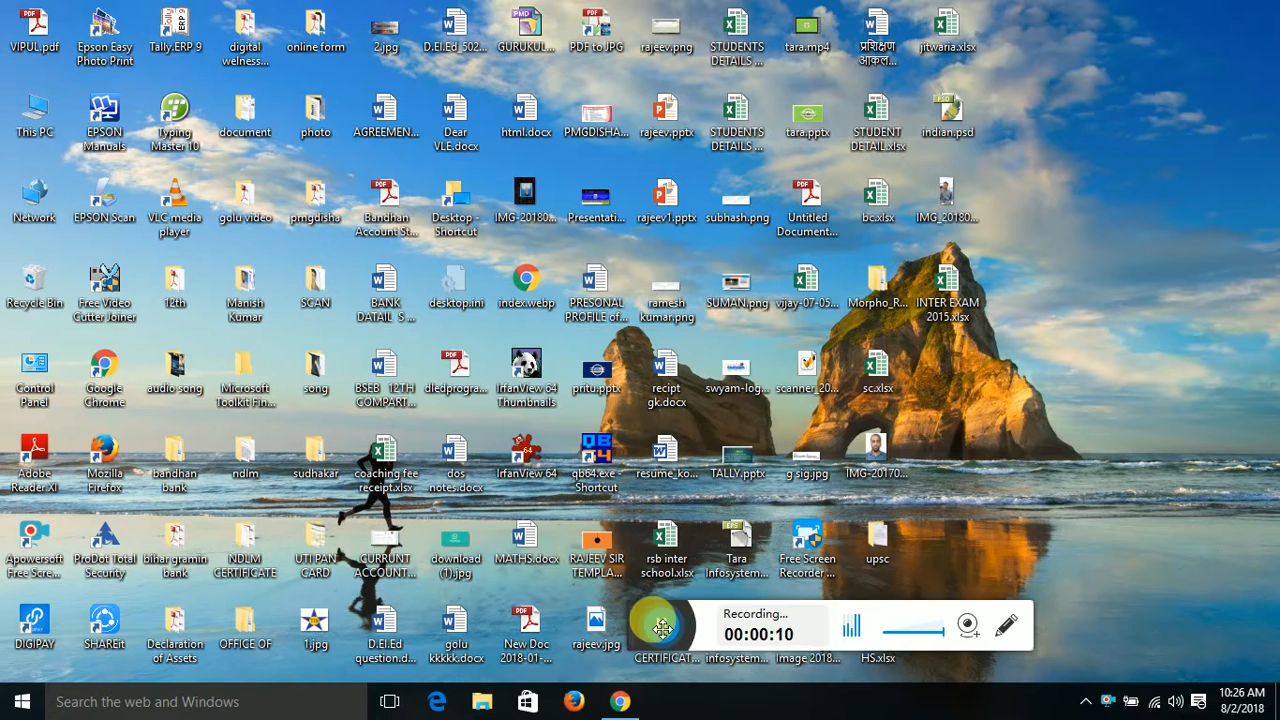 VIPUL.pdf
Epson Easy
Photo Print
Tally.ERP 9
digital
welness...
online form
2.jpg
D.El.Ed_502...
GURUKUL...
PDF to JPG
rajeev.png
STUDENTS
DETAILS ...
tara.mp4
प्रशिक्षण
आकल...
jitwaria.xlsx
This PC
EPSON
Manuals
Typing
Master 10
document
photo
AGREEMEN...
Dear
VLE.docx
html.docx
PMGDISHA...
rajeev.pptx
STUDENTS
DETAILS ...
tara.pptx
STUDENT
DETAIL.xlsx
indian.psd
Network
EPSON Scan
VLC media
player
golu video
pmgdisha
Bandhan
Account St...
Desktop -
Shortcut
IMG-20180...
Presentati...
rajeev1.pptx
subhash.png
Untitled
Document...
bc.xlsx
IMG_20180...
Recycle Bin
Free Video
Cutter Joiner
12th
Manish
Kumar
SCAN
BANK
DATAIL S ...
desktop.ini
index.webp
PRESONAL
PROFILE of...
ramesh
kumar.png
SUMAN.png
vijay-07-05...
Morpho_R...
INTER EXAM
2015.xlsx
Control
Panel
Google
Chrome
audio song
Microsoft
Toolkit Fin...
song
BSEB 12TH
COMPART...
dledprogra...
IrfanView 64
Thumbnails
pritu.pptx
recipt
gk.docx
swyam-log...
scanner_20...
sc.xlsx
Adobe
Reader XI
Mozilla
Firefox
bandhan
bank
ndlm
sudhakar
coaching fee
receipt.xlsx
dos
notes.docx
IrfanView 64
qb64.exe -
Shortcut
resume_ko...
TALLY.pptx
g sig.jpg
IMG-20170...
Apowersoft
Free Scre...
ProDot Total
Security
bihar gramin
bank
NDLM
CERTIFICATE
UTI PAN
CARD
CURRUNT
ACCOUNT...
download
(1).jpg
MATHS.docx
RAJEEV SIR
TEMPLA...
rsb inter
school.xlsx
Tara
Infosystem...
Free Screen
Recorder ...
upsc
DIGIPAY
SHAREit
Declaration
of Assets
OFFICE OF
1.jpg
D.El.Ed
question.d...
golu
kkkkk.docx
New Doc
2018-01-...
rajeev.jpg
CERTIFICAT...
infosystem...
Image 2018...
HS.xlsx
Recording...
00:00:10
Search the web and Windows
10:26 AM
8/2/2018